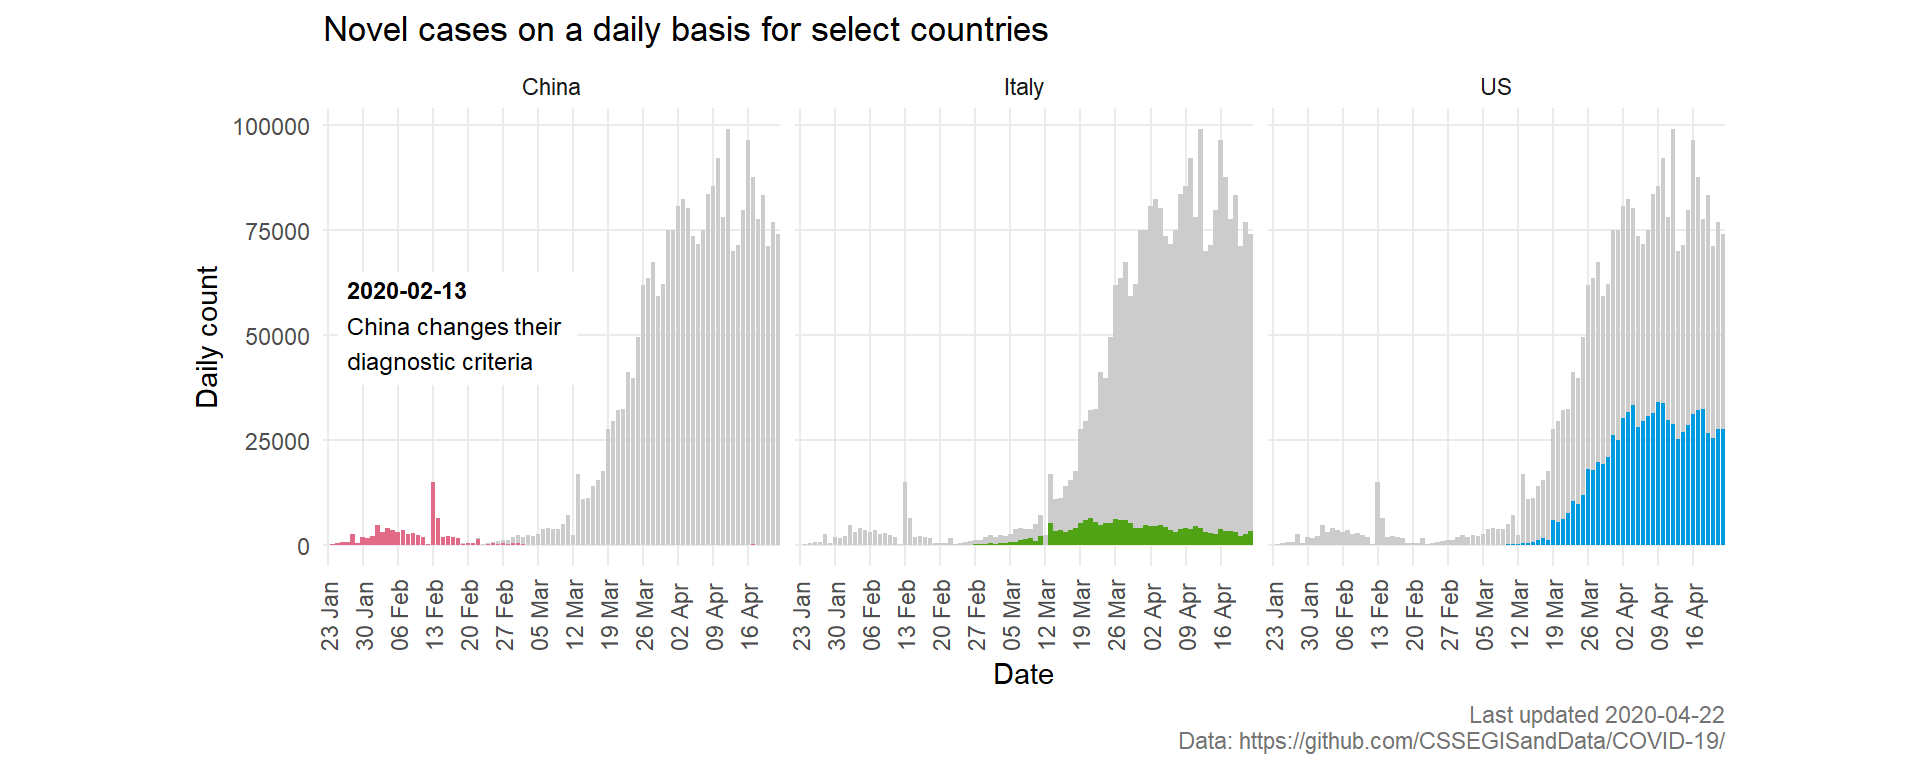 Novel cases on a daily basis for select countries
China Italy US
100000
75000
50000
25000
0
Daily count
2020-02-13
China changes their
diagnostic criteria
23 Jan 30 Jan 06 Feb 13 Feb 20 Feb 27 Feb 05 Mar 12 Mar 19 Mar 26 Mar 02 Apr 09 Apr 16 Apr
23 Jan 30 Jan 06 Feb 13 Feb 20 Feb 27 Feb 05 Mar 12 Mar 19 Mar 26 Mar 02 Apr 09 Apr 16 Apr
23 Jan 30 Jan 06 Feb 13 Feb 20 Feb 27 Feb 05 Mar 12 Mar 19 Mar 26 Mar 02 Apr 09 Apr 16 Apr
Date
Last updated 2020-04-22
Data: https://github.com/CSSEGISandData/COVID-19/